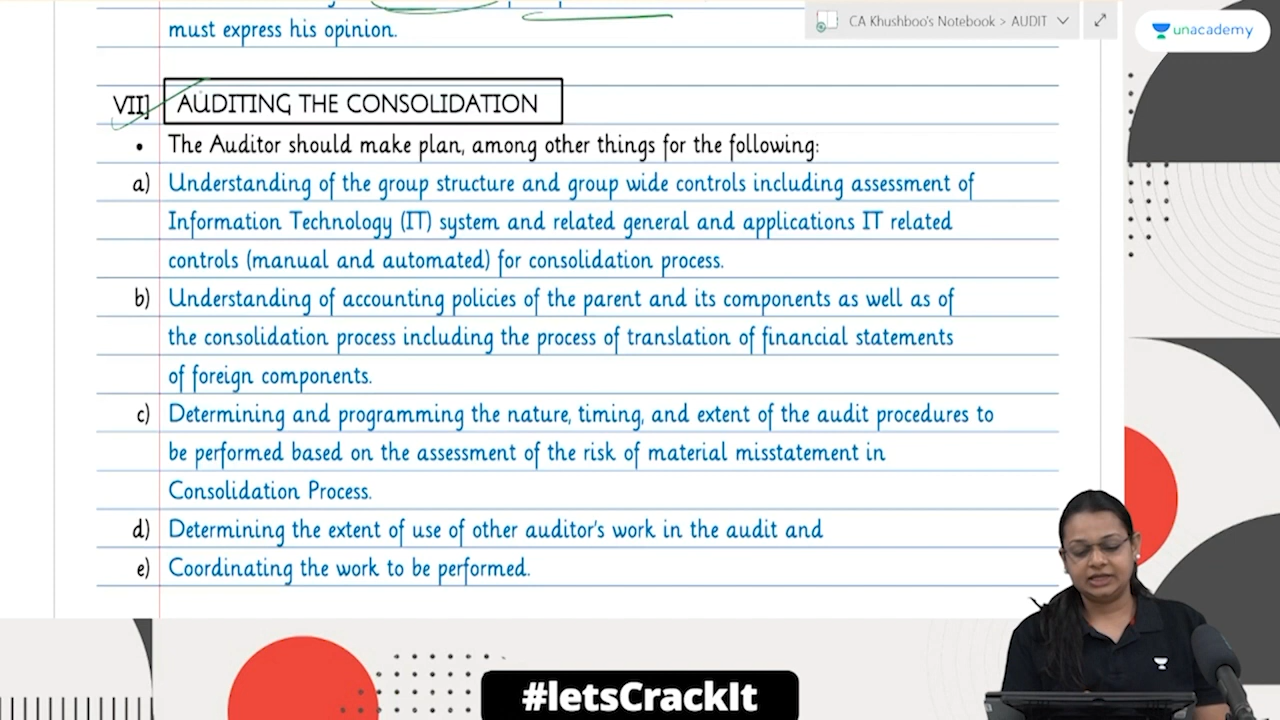 must express his opinion.
CA Khushboo's Notebook > AUDIT
unacademy
VII] AUDITING THE CONSOLIDATION
• The Auditor should make plan, among other things for the following:
a) Understanding of the group structure and group wide controls including assessment of
Information Technology (IT) system and related general and applications IT related
controls (manual and automated) for consolidation process.
b) Understanding of accounting policies of the parent and its components as well as of
the consolidation process including the process of translation of financial statements
of foreign components.
c) Determining and programming the nature, timing, and extent of the audit procedures to
be performed based on the assessment of the risk of material misstatement in
Consolidation Process.
d) Determining the extent of use of other auditor's work in the audit and
e) Coordinating the work to be performed.
#letsCrackIt